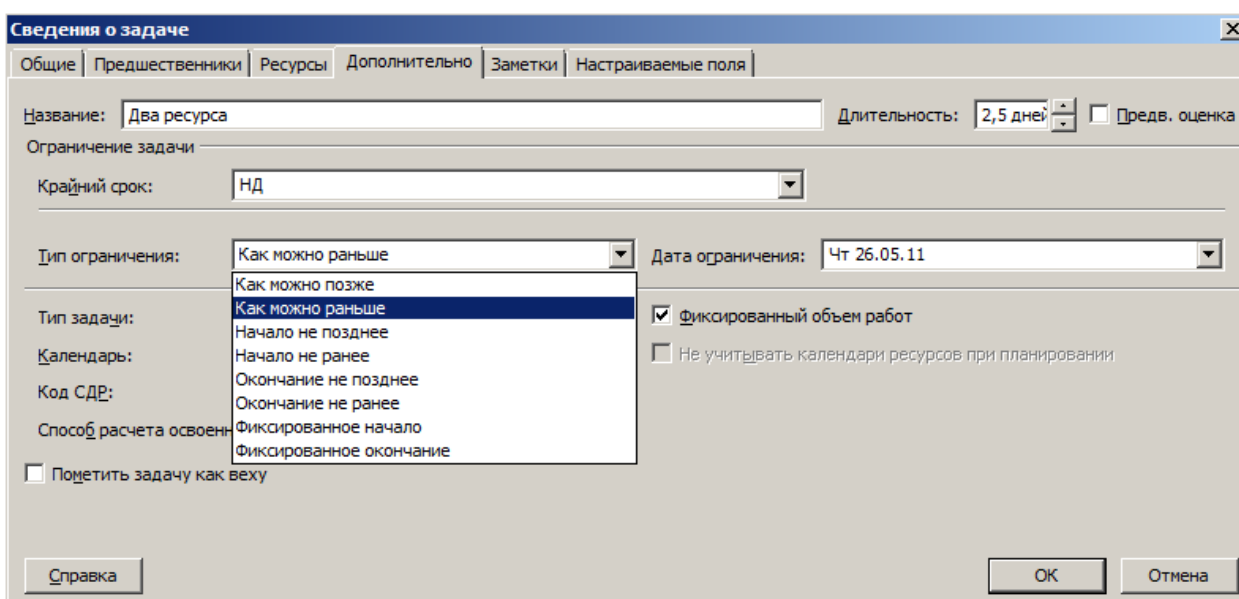 Сведения о задаче
Общие Предшественники Ресурсы Дополнительно Заметки Настраиваемые поля
Название: Два ресурса Длительность: 2,5 дней Предв. оценка
Ограничение задачи
Крайний срок: НД
Тип ограничения: Как можно раньше Дата ограничения: Чт 26.05.11
Как можно позже
Тип задачи: Как можно раньше Фиксированный объем работ
Начало не позднее
Календарь: Начало не ранее Не учитывать календари ресурсов при планировании
Окончание не позднее
Код СДР: Окончание не ранее
Способ расчета освоенн Фиксированное начало
Фиксированное окончание
Пометить задачу как веху
Справка ОК Отмена